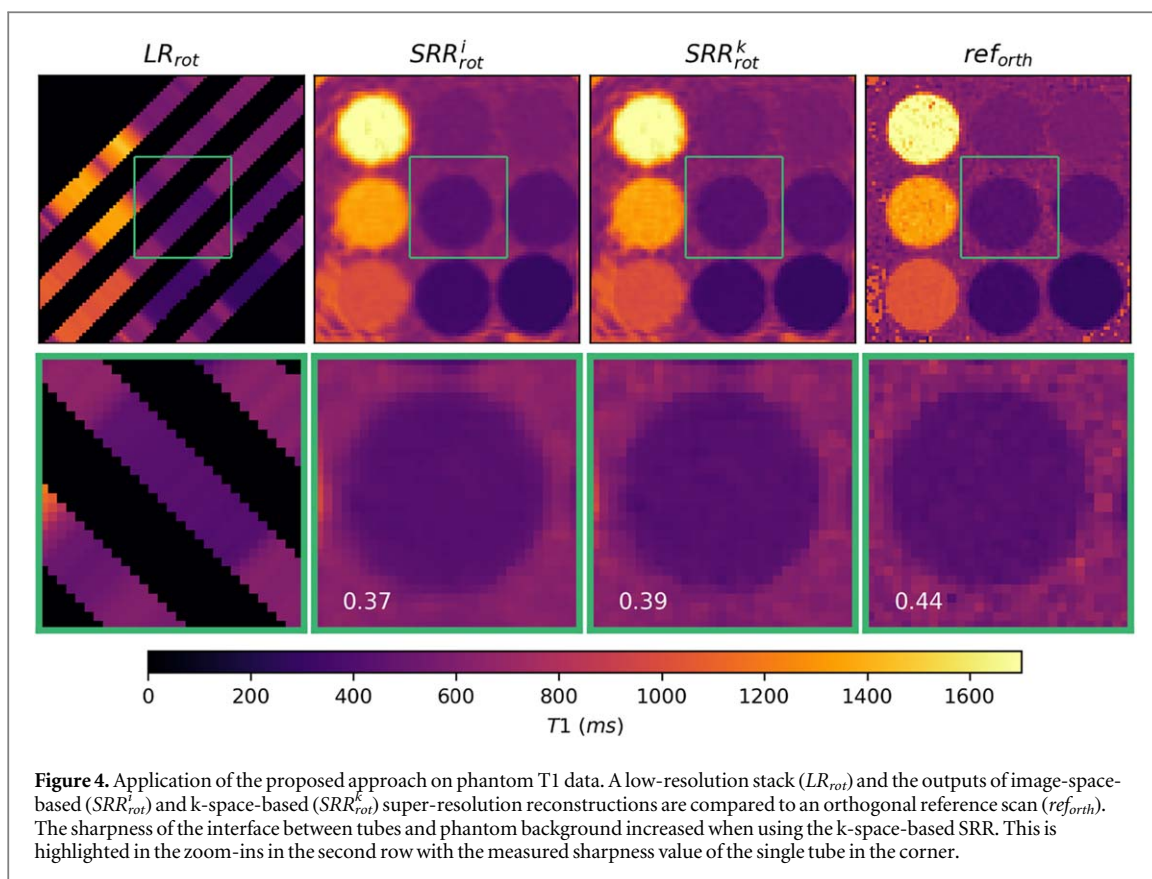 LR_rot SRR^i_rot SRR^k_rot ref_orth
0.37 0.39 0.44
0 200 400 600 800 1000 1200 1400 1600
T1 (ms)
Figure 4. Application of the proposed approach on phantom T1 data. A low-resolution stack (LR_rot) and the outputs of image-space-
based (SRR^i_rot) and k-space-based (SRR^k_rot) super-resolution reconstructions are compared to an orthogonal reference scan (ref_orth).
The sharpness of the interface between tubes and phantom background increased when using the k-space-based SRR. This is
highlighted in the zoom-ins in the second row with the measured sharpness value of the single tube in the corner.